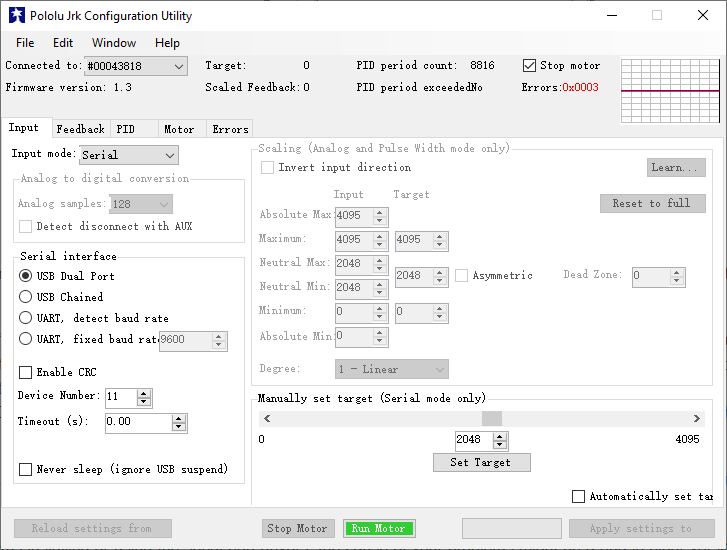 Pololu Jrk Configuration Utility
File Edit Window Help
Connected to: #00043818 Target: 0 PID period count: 8816 Stop motor
Firmware version: 1.3 Scaled Feedback: 0 PID period exceeded No Errors: 0x0003
Input Feedback PID Motor Errors
Input mode: Serial
Analog to digital conversion
Analog samples: 128
Detect disconnect with AUX
Serial interface
USB Dual Port
USB Chained
UART, detect baud rate
UART, fixed baud rate 9600
Enable CRC
Device Number: 11
Timeout (s): 0.00
Never sleep (ignore USB suspend)
Scaling (Analog and Pulse Width mode only)
Invert input direction Learn...
Input Target Reset to full
Absolute Max 4095
Maximum: 4095 4095
Neutral Max: 2048
2048 Asymmetric Dead Zone: 0
Neutral Min: 2048
Minimum: 0 0
Absolute Min: 0
Degree: 1 - Linear
Manually set target (Serial mode only)
0 2048 4095
Set Target
Automatically set tar
Reload settings from Stop Motor Run Motor Apply settings to